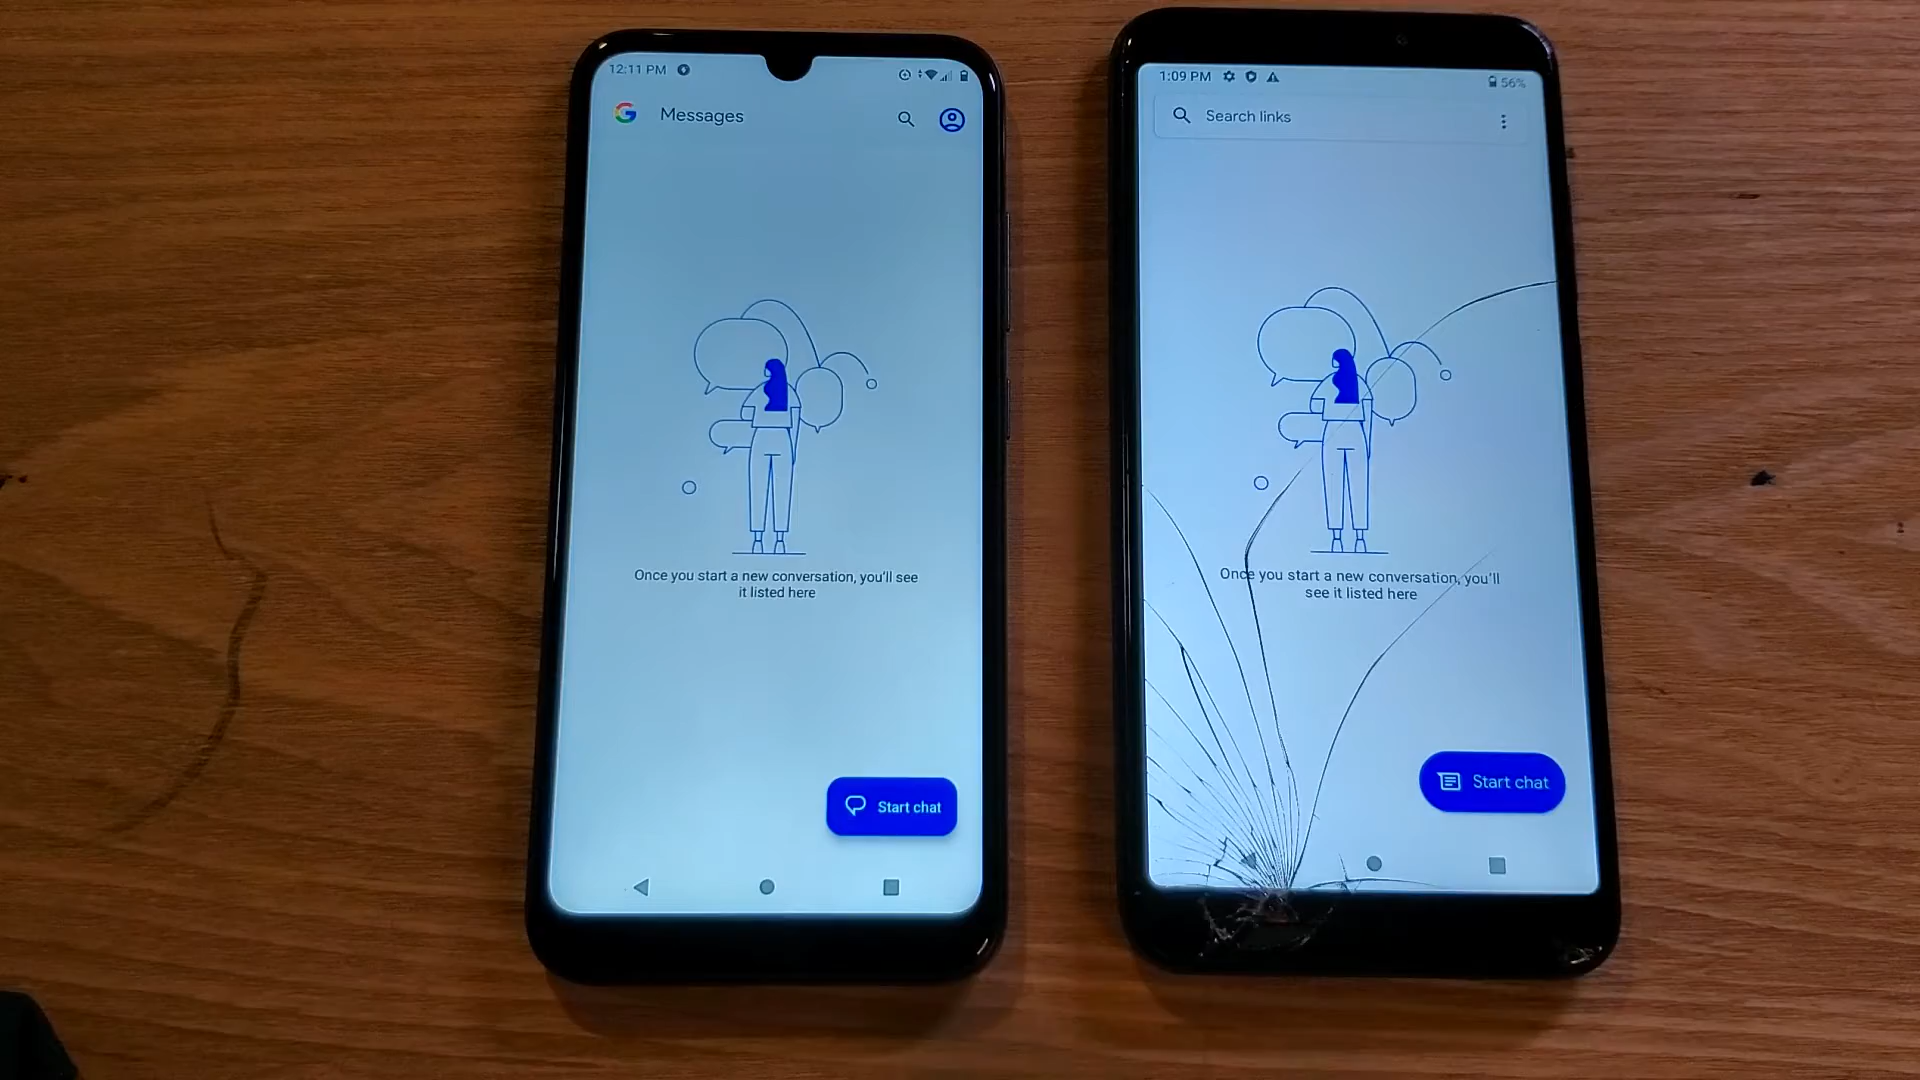 12:11 PM
Messages
Once you start a new conversation, you'll see
it listed here
Start chat
1:09 PM
56%
Search links
Once you start a new conversation, you'll
see it listed here
Start chat